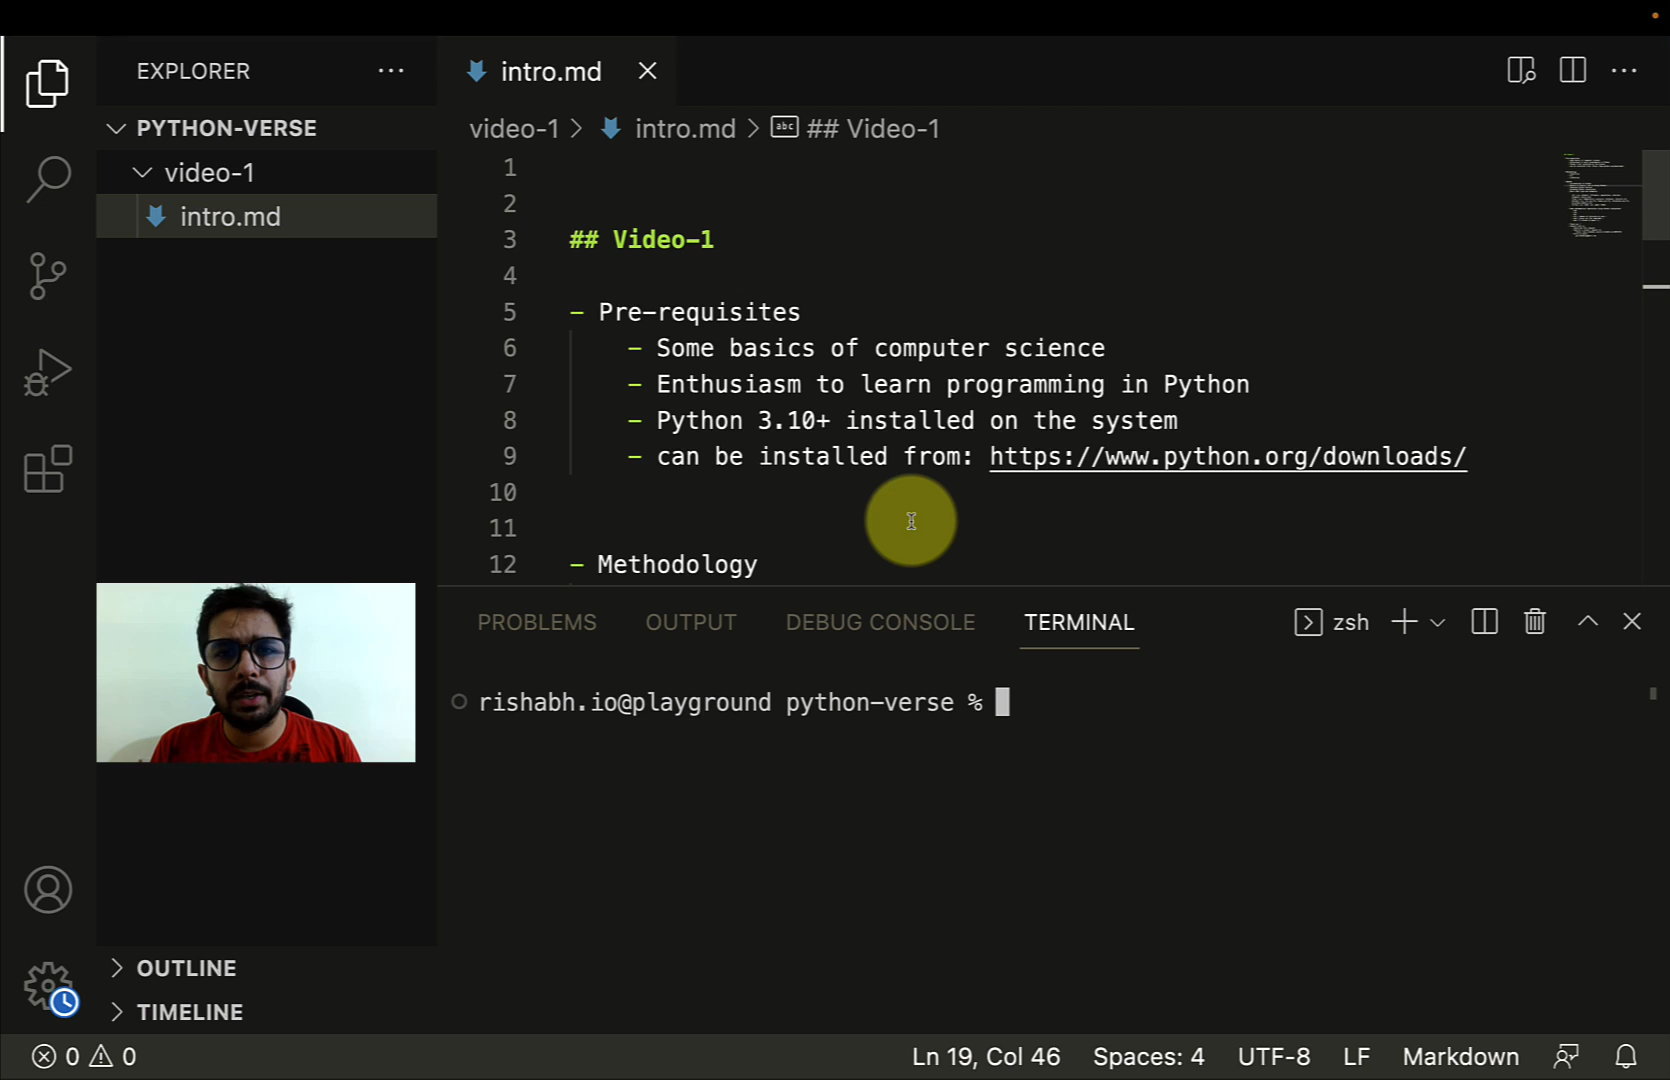 EXPLORER
intro.md
PYTHON-VERSE
video-1
intro.md
video-1 > intro.md > abc ## Video-1
1
2
3 ## Video-1
4
5 - Pre-requisites
6 - Some basics of computer science
7 - Enthusiasm to learn programming in Python
8 - Python 3.10+ installed on the system
9 - can be installed from: https://www.python.org/downloads/
10
11
12 - Methodology
PROBLEMS OUTPUT DEBUG CONSOLE TERMINAL zsh
rishabh.io@playground python-verse %
OUTLINE
TIMELINE
0 0 Ln 19, Col 46 Spaces: 4 UTF-8 LF Markdown